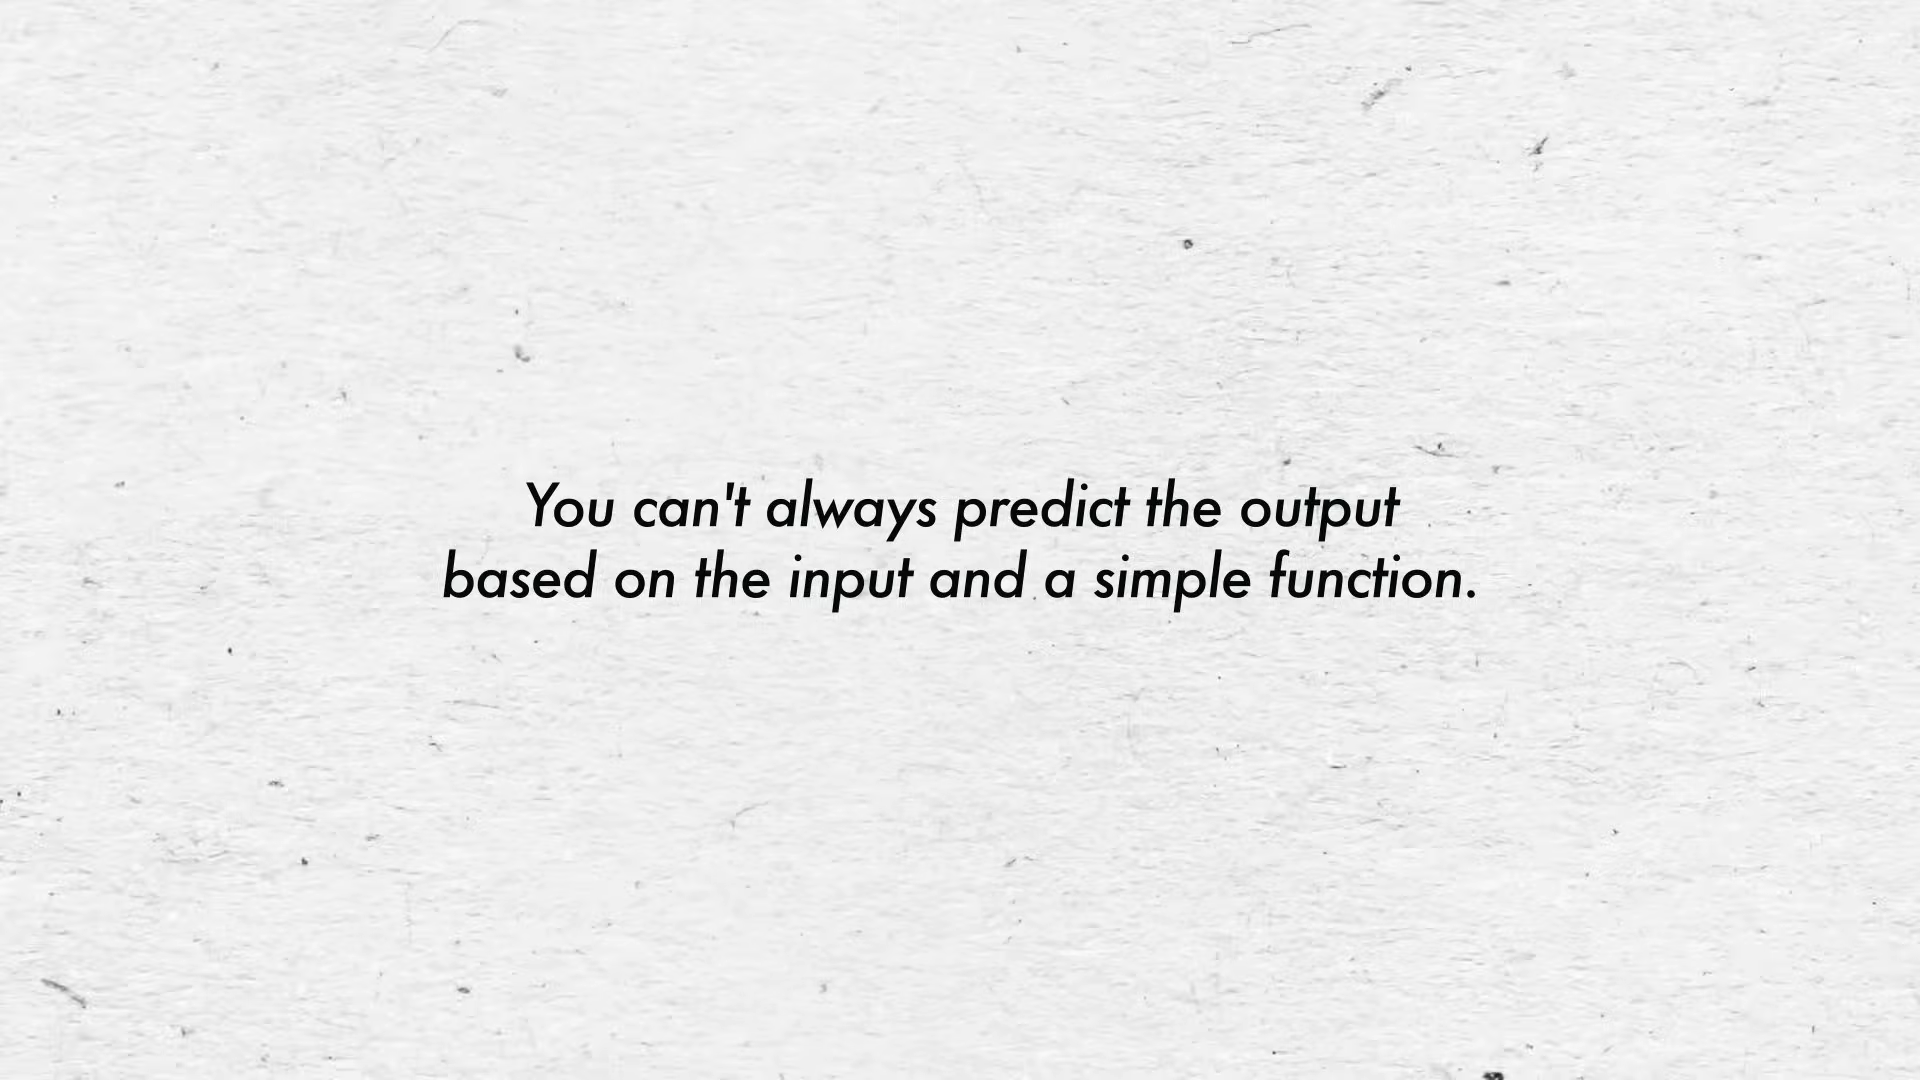 You can't always predict the output
based on the input and a simple function.